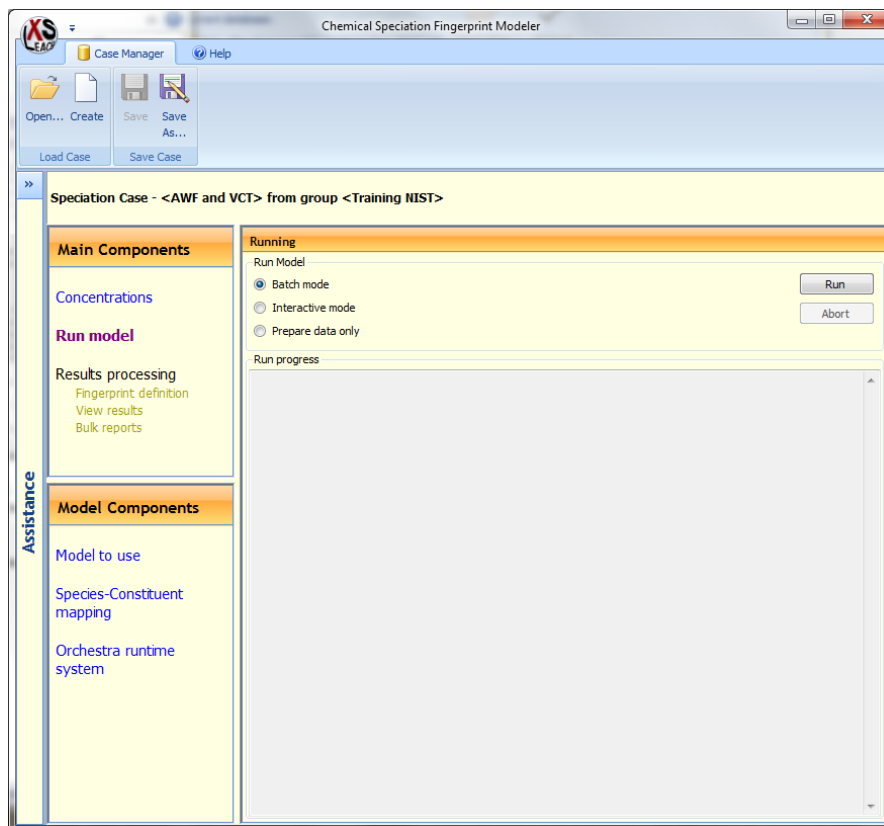 Chemical Speciation Fingerprint Modeler
XS
LEACH
Case Manager
Help
Open... Create Save Save
As...
Load Case Save Case
»
Speciation Case - <AWF and VCT> from group <Training NIST>
Main Components
Concentrations
Run model
Results processing
Fingerprint definition
View results
Bulk reports
Running
Run Model
Batch mode
Run
Interactive mode
Abort
Prepare data only
Run progress
Assistance
Model Components
Model to use
Species-Constituent
mapping
Orchestra runtime
system